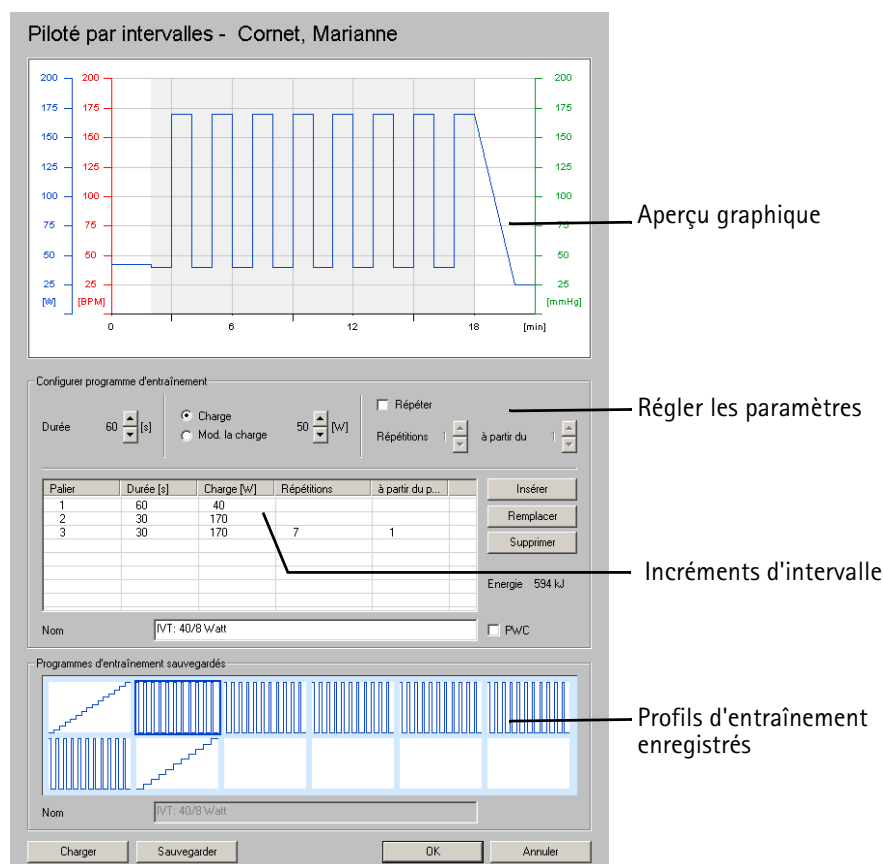 Piloté par intervalles - Cornet, Marianne
200 200 200
175 175 175
150 150 150
125 125 125
100 100 100
75 75 75
Aperçu graphique
50 50 50
25 25 25
[W] [BPM] [mmHg]
0 6 12 18 [min]
Configurer programme d'entraînement
Répéter
Régler les paramètres
Durée 60 [s] Charge 50 [W]
Mod. la charge Répétitions 1 à partir du 1
Palier Durée [s] Charge [W] Répétitions à partir du p... Insérer
1 60 40
2 30 170 Remplacer
3 30 170 7 1
Supprimer
Incréments d'intervalle
Energie 594 kJ
Nom IVT: 40/8 Watt PWC
Programmes d'entraînement sauvegardés
Profils d'entraînement
enregistrés
Nom IVT: 40/8 Watt
Charger Sauvegarder OK Annuler